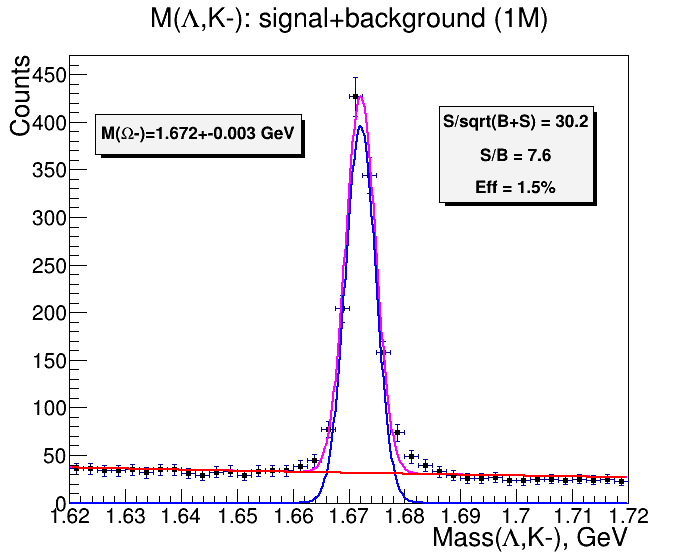 M(Λ,K-): signal+background (1M)
Counts
450
400
350
300
250
200
150
100
50
0
M(Ω-)=1.672+-0.003 GeV
S/sqrt(B+S) = 30.2
S/B = 7.6
Eff = 1.5%
1.62 1.63 1.64 1.65 1.66 1.67 1.68 1.69 1.7 1.71 1.72
Mass(Λ,K-), GeV